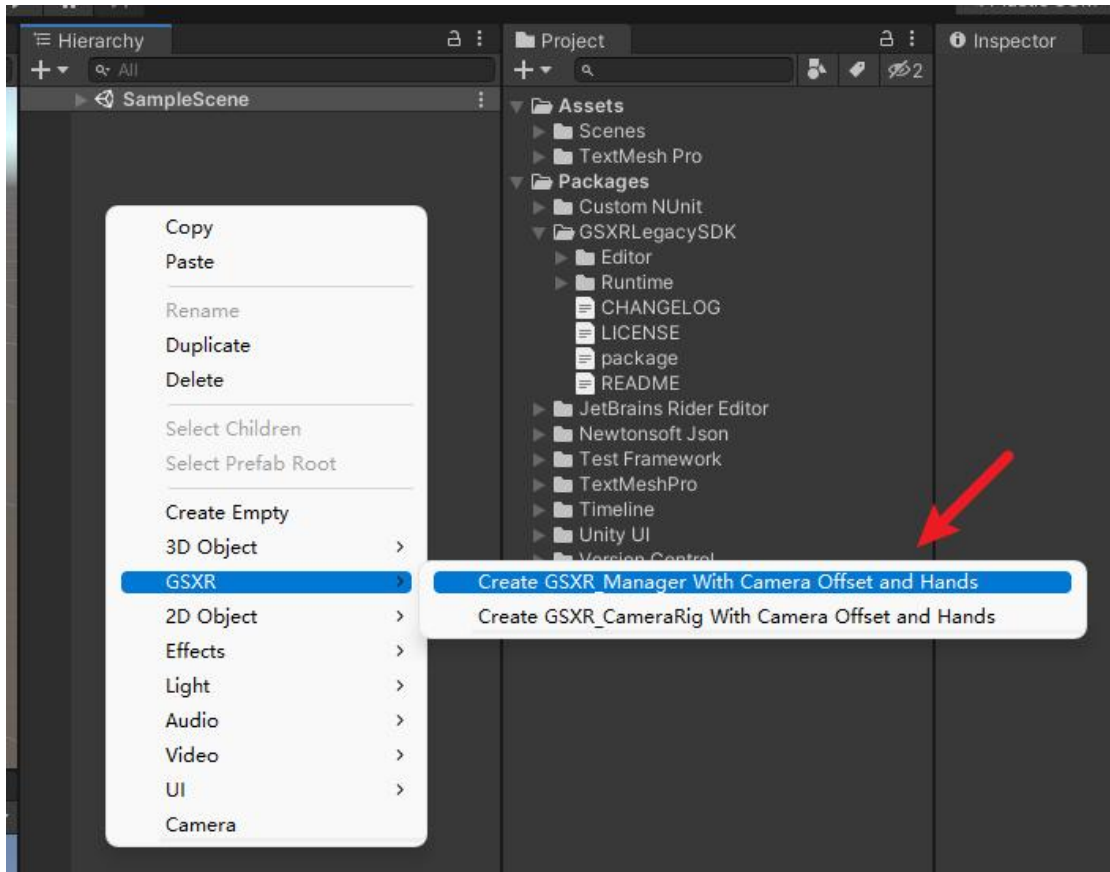 Hierarchy
All
SampleScene
Copy
Paste
Rename
Duplicate
Delete
Select Children
Select Prefab Root
Create Empty
3D Object
GSXR
2D Object
Effects
Light
Audio
Video
UI
Camera
Create GSXR_Manager With Camera Offset and Hands
Create GSXR_CameraRig With Camera Offset and Hands
Project
2
Assets
Scenes
TextMesh Pro
Packages
Custom NUnit
GSXRLegacySDK
Editor
Runtime
CHANGELOG
LICENSE
package
README
JetBrains Rider Editor
Newtonsoft Json
Test Framework
TextMeshPro
Timeline
Unity UI
Version Control
Inspector